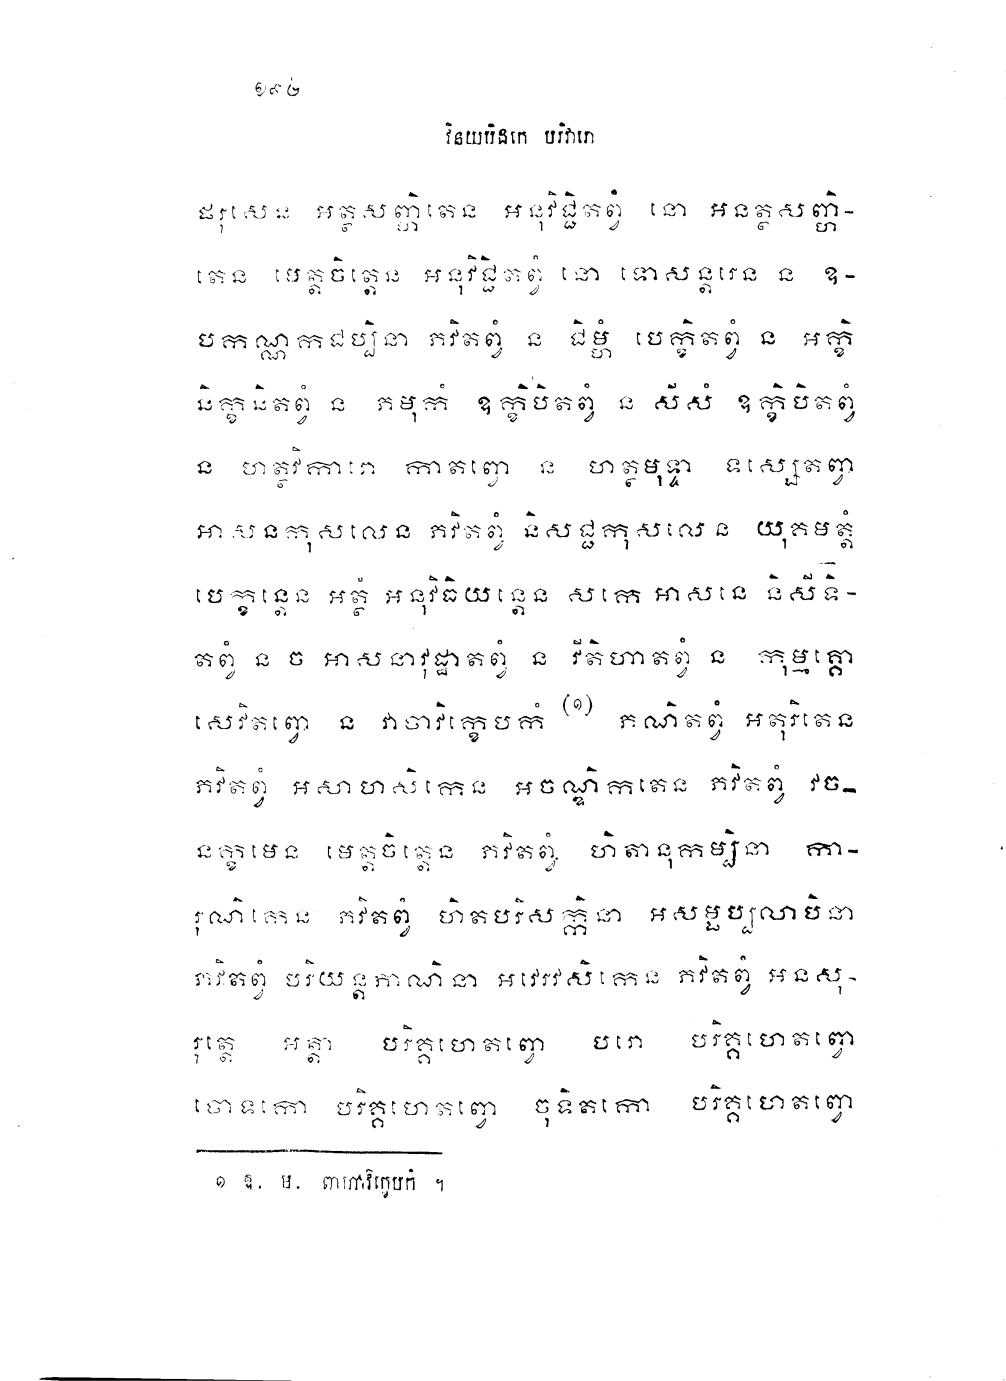 ១៩២
វិនយបិដកេ បរិវារោ
ផរុសេន អត្ថសញ្ហិតេន អនុវិជ្ជិតព្វំ នោ អនត្ថសញ្ហិ-
តេន មេត្តចិត្តេន អនុវិជ្ជិតព្វំ នោ ទោសន្តរេន ន ឧ-
បកណ្ណកជប្បិនា ភវិតព្វំ ន ជិម្ហំ បេក្ខិតព្វំ ន អក្ខិ
និក្ខនិតព្វំ ន ភមុកំ ឧក្ខិបិតព្វំ ន សីសំ ឧក្ខិបិតព្វំ
ន ហត្ថវិការោ កាតញ្វោ ន ហត្ថមុទ្ទា ទស្សេតញ្វា
អាសនកុសលេន ភវិតព្វំ និសជ្ជកុសលេន យុគមត្តំ
បេក្ខន្តេន អត្ថំ អនុវិធិយន្តេន សកេ អាសនេ និសីទិ-
តព្វំ ន ច អាសនាវុដ្ឋាតព្វំ ន វីតិហាតព្វំ ន កុម្មគ្គោ
សេវិតព្វោ ន វាចាវិក្ខេបកំ (១) ភណិតព្វំ អតុរិតេន
ភវិតព្វំ អសាហសិកេន អចណ្ឌិកតេន ភវិតព្វំ វច-
នក្ខមេន មេត្តចិត្តេន ភវិតព្វំ ហិតានុកម្បិនា កា-
រុណិកេន ភវិតព្វំ ហិតបរិសក្កិនា អសម្ផប្បលាបិនា
ភវិតព្វំ បរិយន្តភាណិនា អវេរវសិកេន ភវិតព្វំ អនសុ-
រុត្តេ អត្តា បរិគ្គហេតព្វោ បរោ បរិគ្គហេតព្វោ
ចោទកោ បរិគ្គហេតព្វោ ចុទិតកោ បរិគ្គហេតព្វោ
១ ឱ. ម. ពាហាវិក្ខេបកំ ។